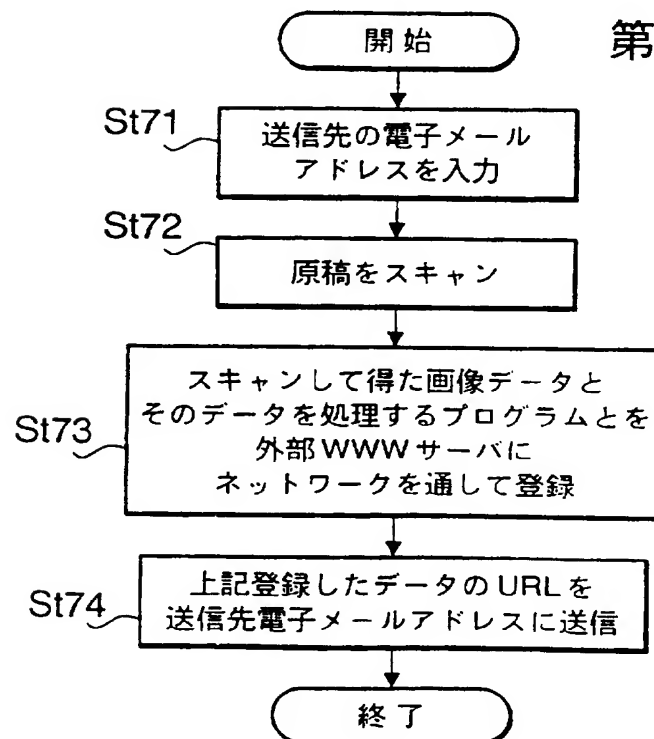 開始
第
St71
送信先の電子メール
アドレスを入力
St72
原稿をスキャン
St73
スキャンして得た画像データと
そのデータを処理するプログラムとを
外部WWWサーバに
ネットワークを通して登録
St74
上記登録したデータのURLを
送信先電子メールアドレスに送信
終了